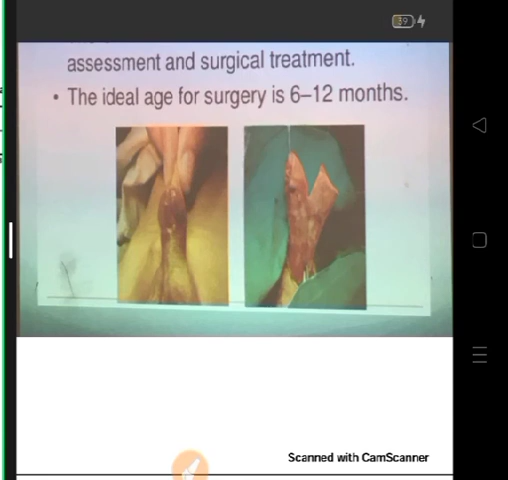 assessment and surgical treatment.
• The ideal age for surgery is 6–12 months.
Scanned with CamScanner